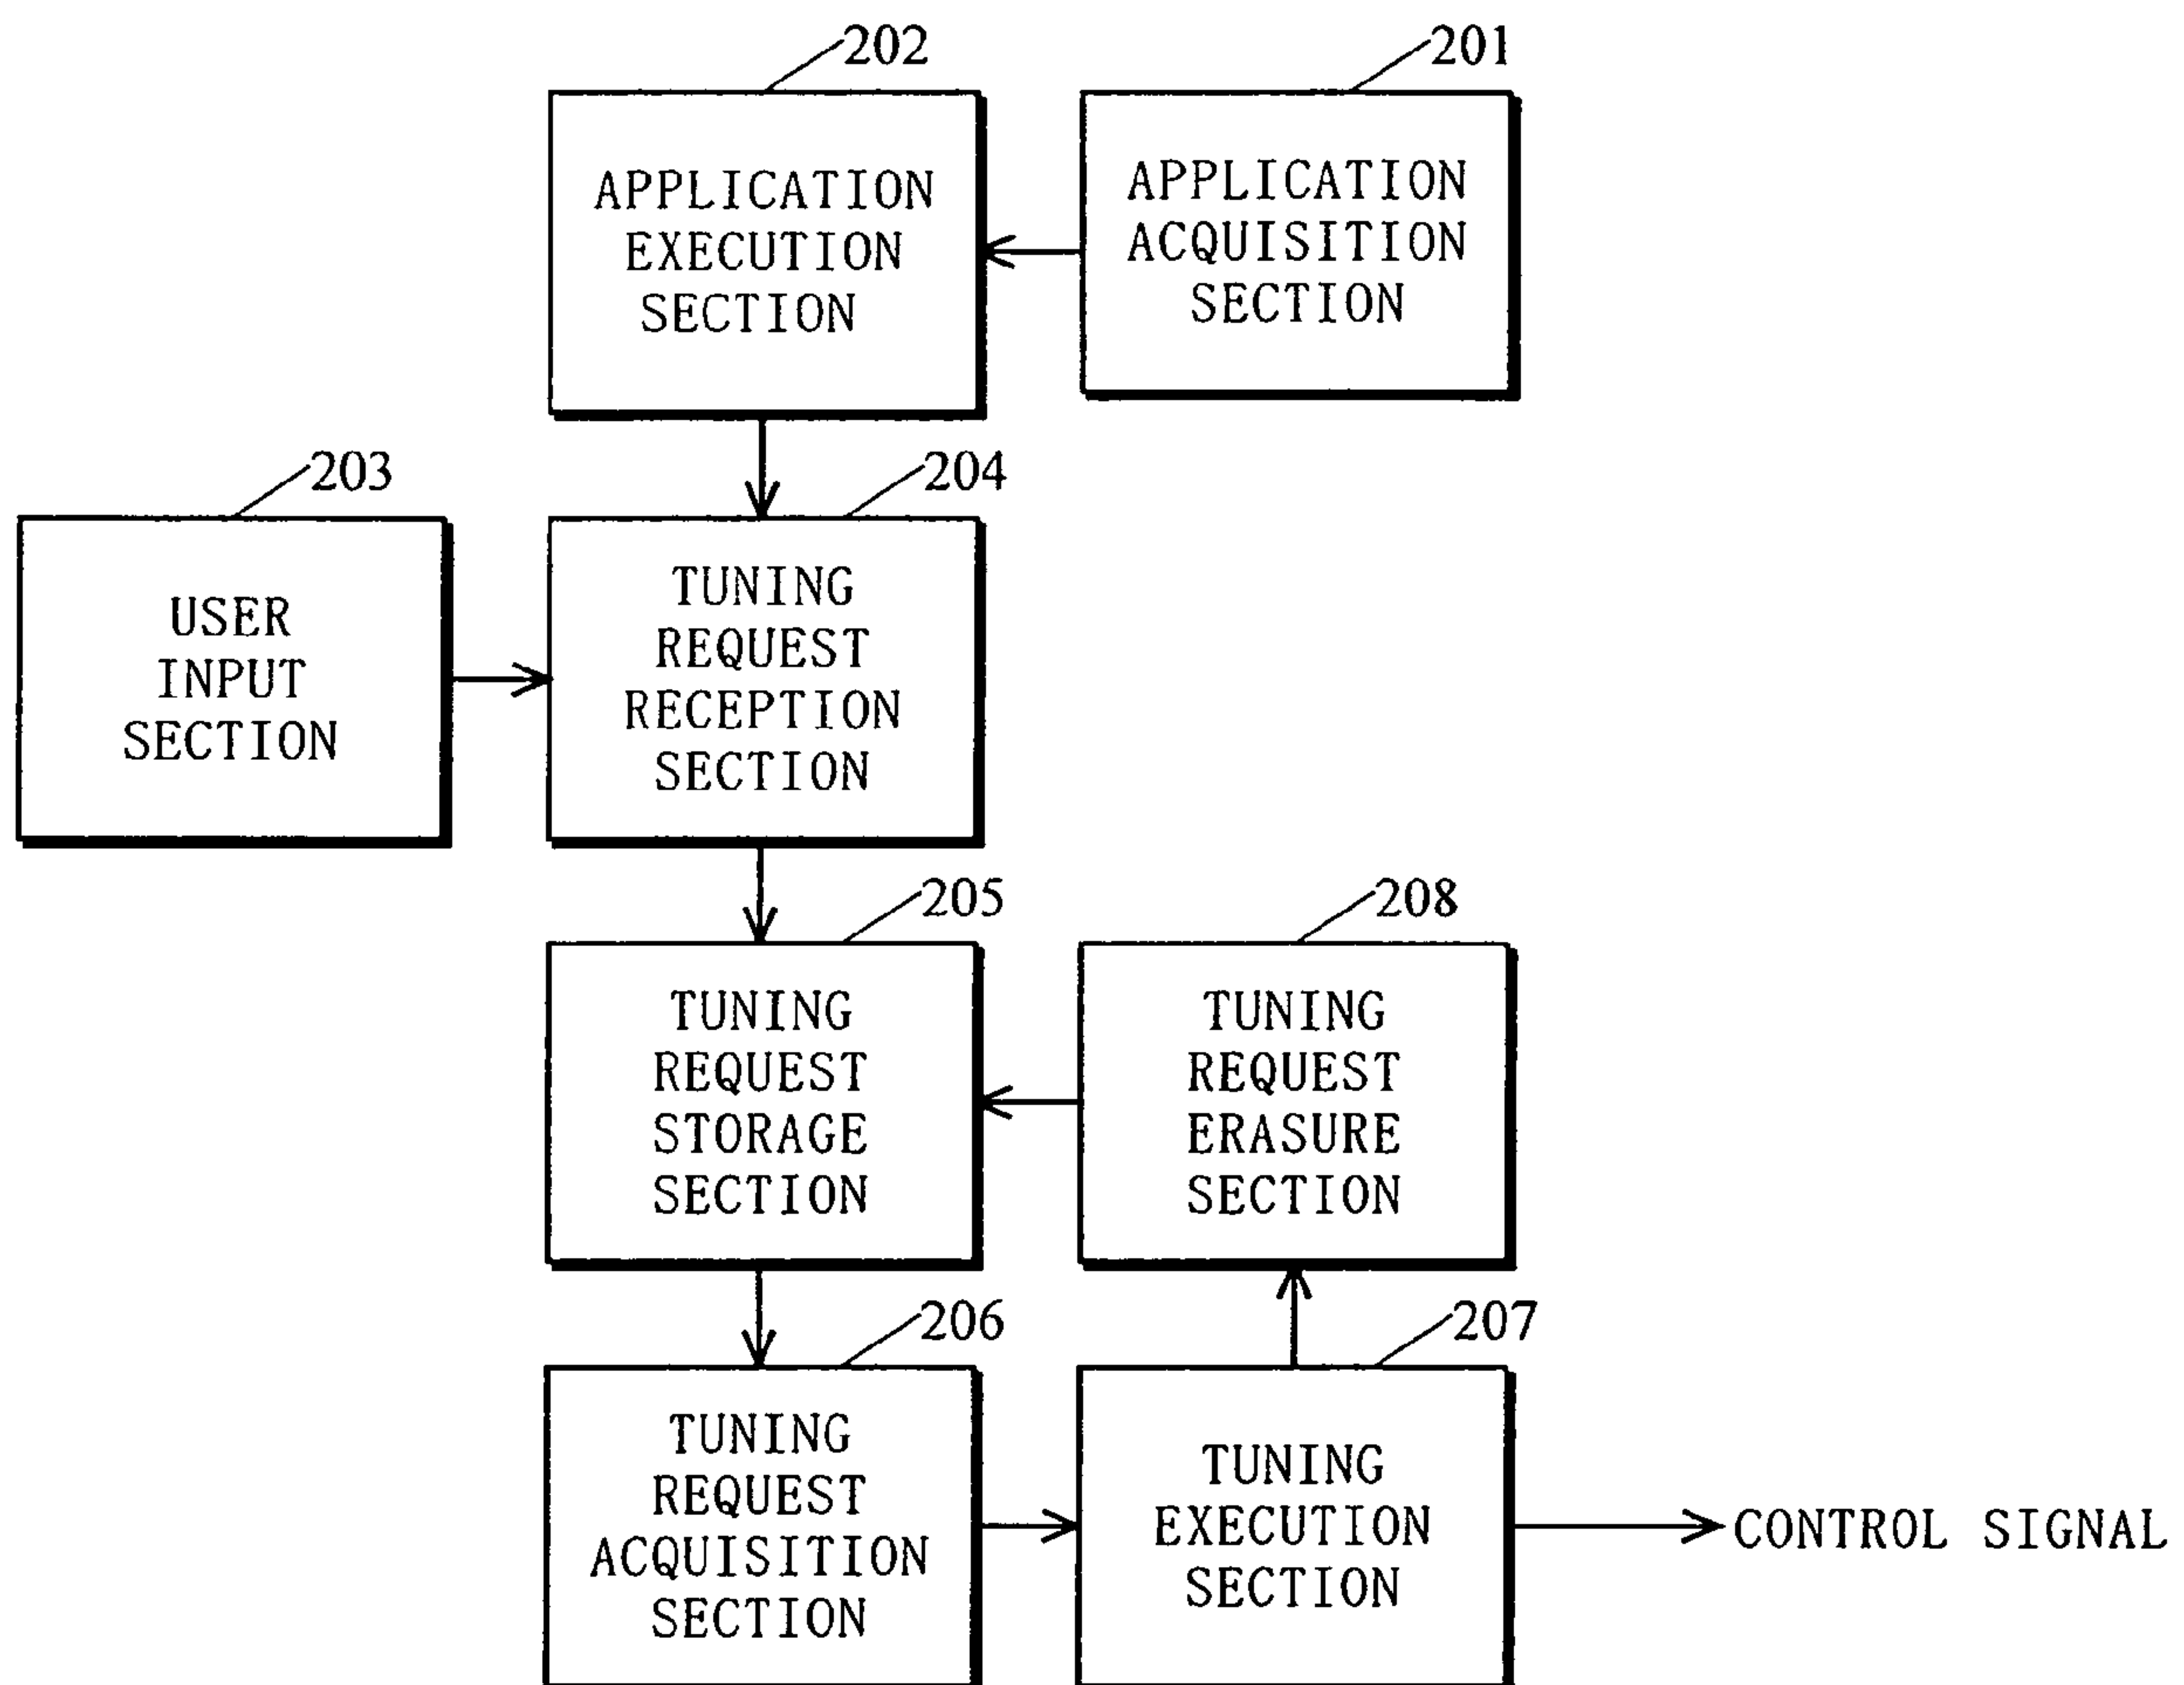 202
201
APPLICATION
EXECUTION
SECTION
APPLICATION
ACQUISITION
SECTION
203
204
USER
INPUT
SECTION
TUNING
REQUEST
RECEPTION
SECTION
205
208
TUNING
REQUEST
STORAGE
SECTION
TUNING
REQUEST
ERASURE
SECTION
206
207
TUNING
REQUEST
ACQUISITION
SECTION
TUNING
EXECUTION
SECTION
CONTROL SIGNAL